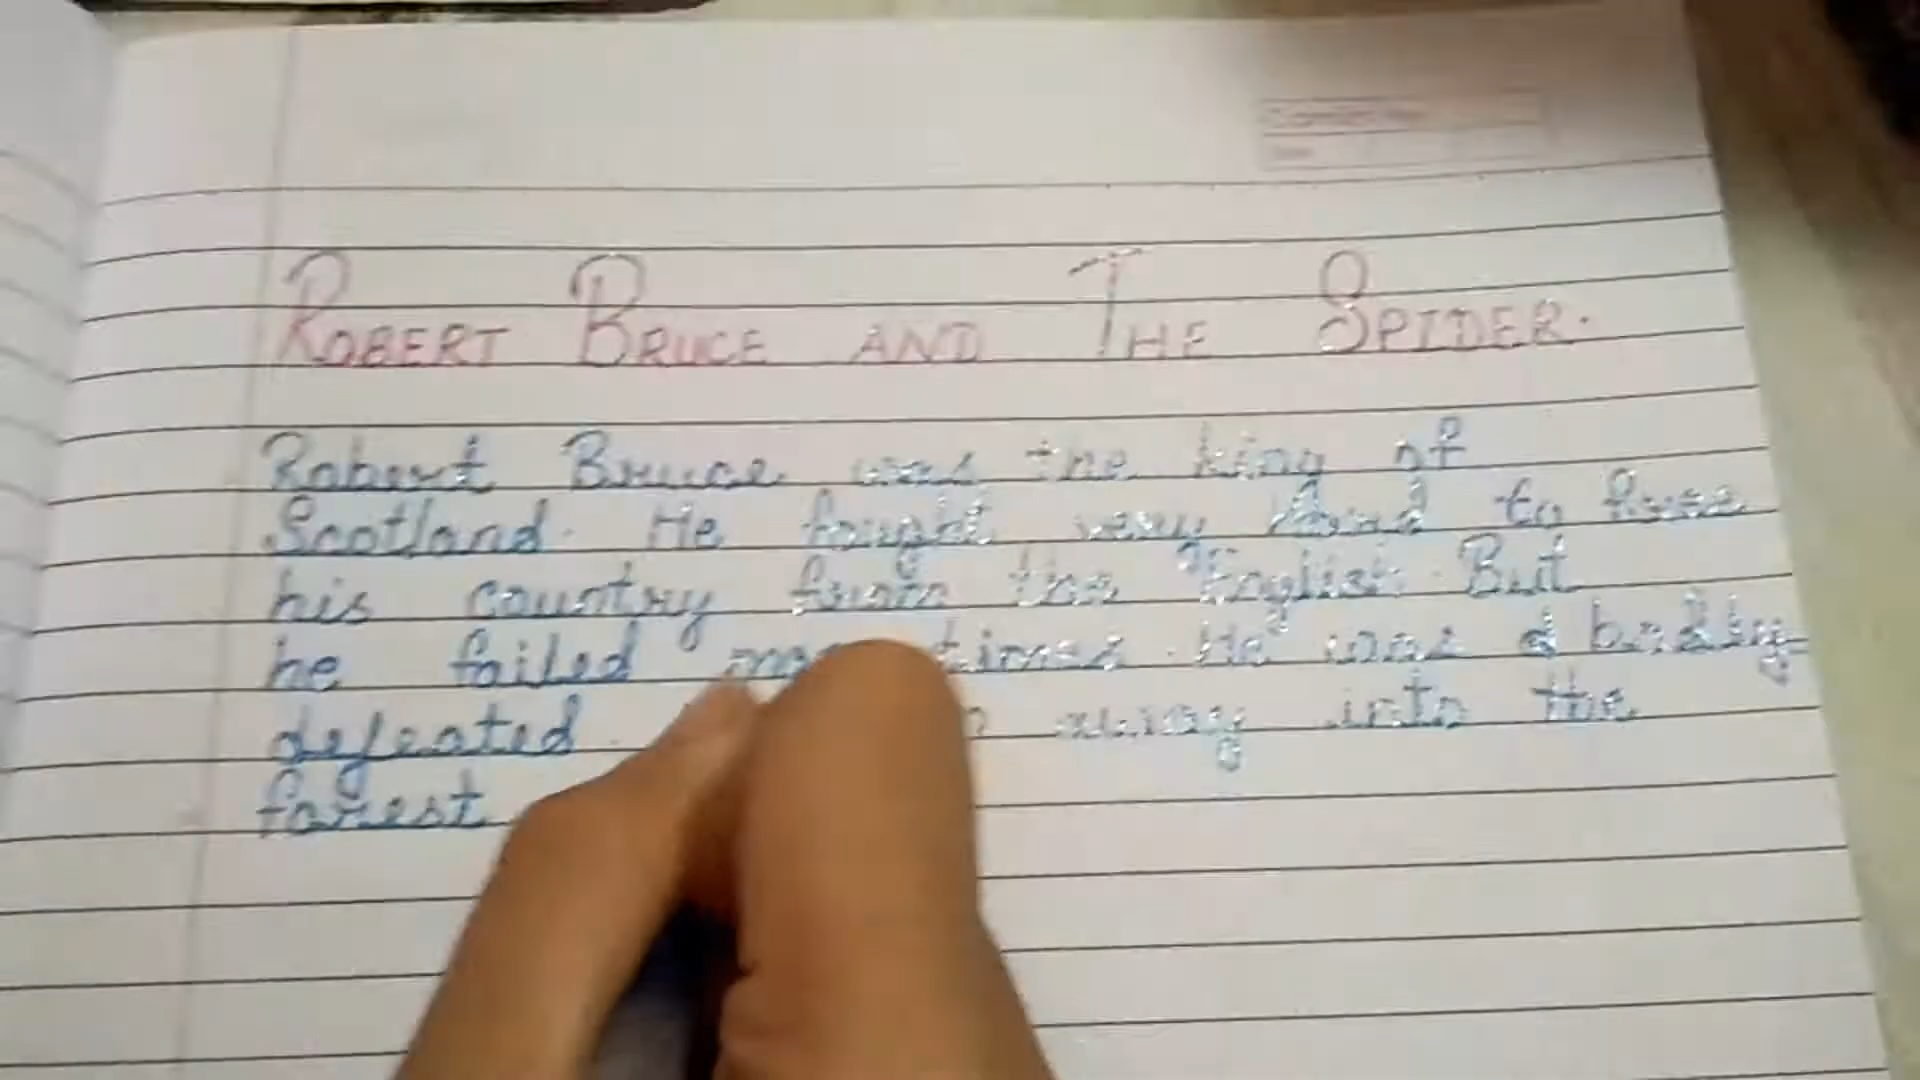 ROBERT BRUCE AND THE SPIDER.
Robert Bruce was the king of
Scotland. He fought very hard to free
his country from the English. But
he failed times. He was badly
defeated. away into the
forest